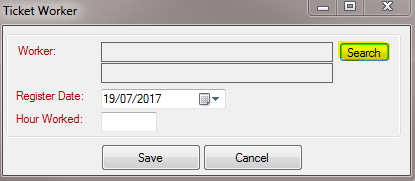 Ticket Worker
Worker: Search
Register Date: 19/07/2017
Hour Worked:
Save Cancel